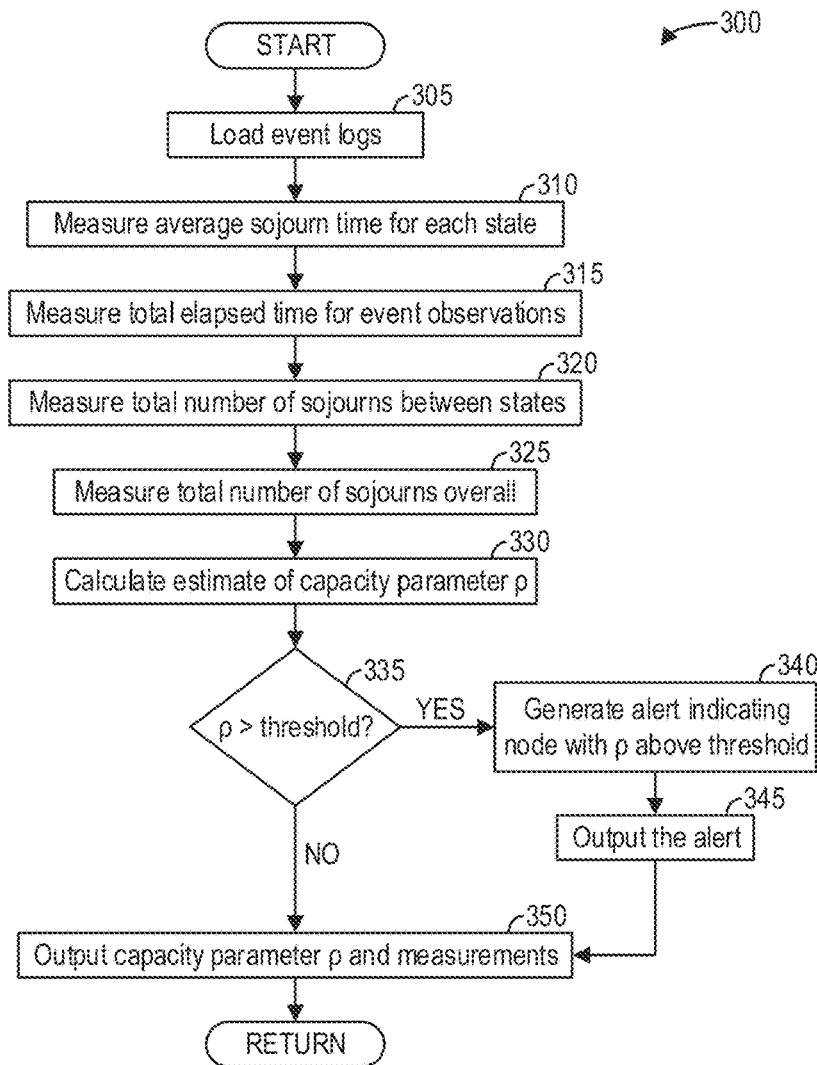 300
START
305
Load event logs
310
Measure average sojourn time for each state
315
Measure total elapsed time for event observations
320
Measure total number of sojourns between states
325
Measure total number of sojourns overall
330
Calculate estimate of capacity parameter ρ
335
ρ > threshold?
YES
340
Generate alert indicating
node with ρ above threshold
345
Output the alert
NO
350
Output capacity parameter ρ and measurements
RETURN